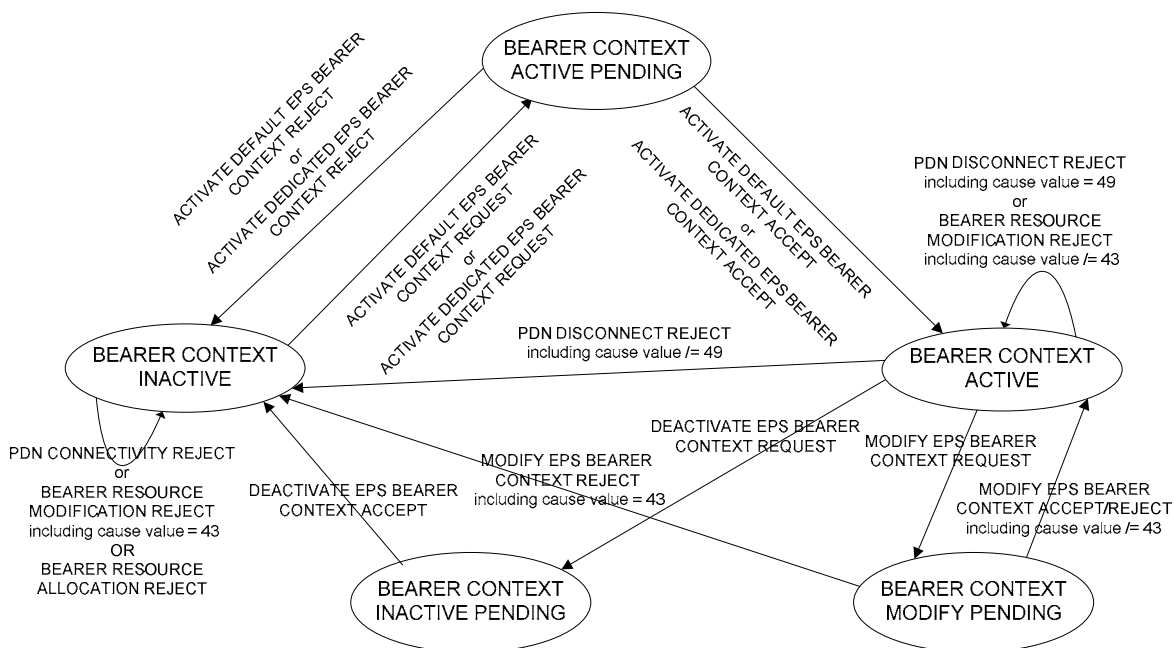 BEARER CONTEXT
ACTIVE PENDING
ACTIVATE DEFAULT EPS BEARER
CONTEXT REJECT
or
ACTIVATE DEDICATED EPS BEARER
CONTEXT REJECT
ACTIVATE DEFAULT EPS BEARER
CONTEXT REQUEST
or
ACTIVATE DEDICATED EPS BEARER
CONTEXT REQUEST
ACTIVATE DEFAULT EPS BEARER
CONTEXT ACCEPT
or
ACTIVATE DEDICATED EPS BEARER
CONTEXT ACCEPT
PDN DISCONNECT REJECT
including cause value = 49
or
BEARER RESOURCE
MODIFICATION REJECT
including cause value /= 43
BEARER CONTEXT
INACTIVE
PDN DISCONNECT REJECT
including cause value /= 49
BEARER CONTEXT
ACTIVE
PDN CONNECTIVITY REJECT
or
BEARER RESOURCE
MODIFICATION REJECT
including cause value = 43
OR
BEARER RESOURCE
ALLOCATION REJECT
DEACTIVATE EPS BEARER
CONTEXT ACCEPT
MODIFY EPS BEARER
CONTEXT REJECT
including cause value = 43
DEACTIVATE EPS BEARER
CONTEXT REQUEST
MODIFY EPS BEARER
CONTEXT REQUEST
MODIFY EPS BEARER
CONTEXT ACCEPT/REJECT
including cause value /= 43
BEARER CONTEXT
INACTIVE PENDING
BEARER CONTEXT
MODIFY PENDING